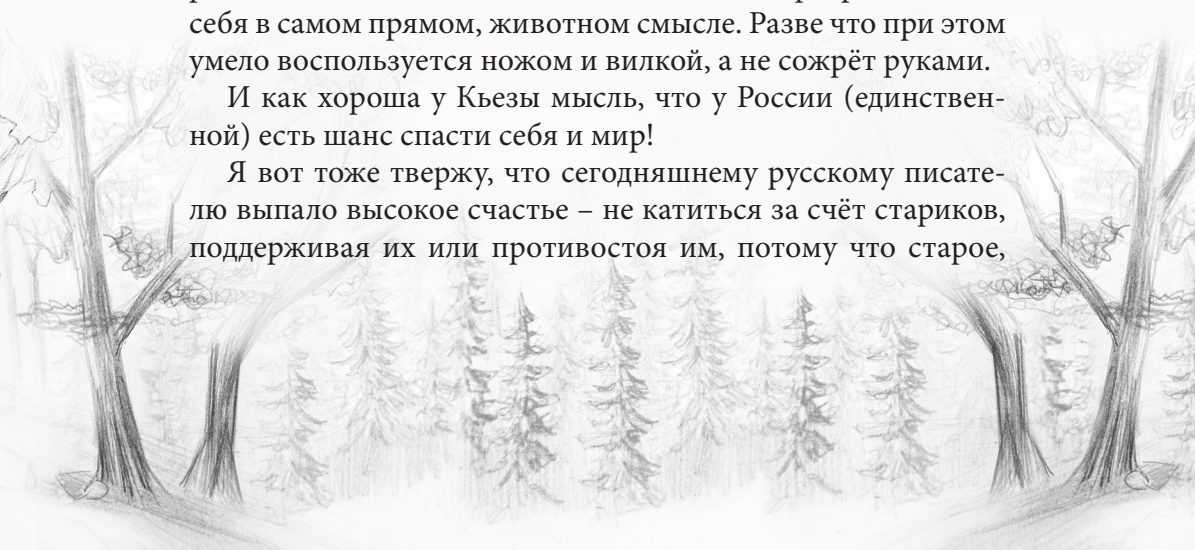 себя в самом прямом, животном смысле. Разве что при этом
умело воспользуется ножом и вилкой, а не сожрёт руками.
И как хороша у Кьезы мысль, что у России (единствен-
ной) есть шанс спасти себя и мир!
Я вот тоже твержу, что сегодняшнему русскому писате-
лю выпало высокое счастье – не катиться за счёт стариков,
поддерживая их или противостоя им, потому что старое,